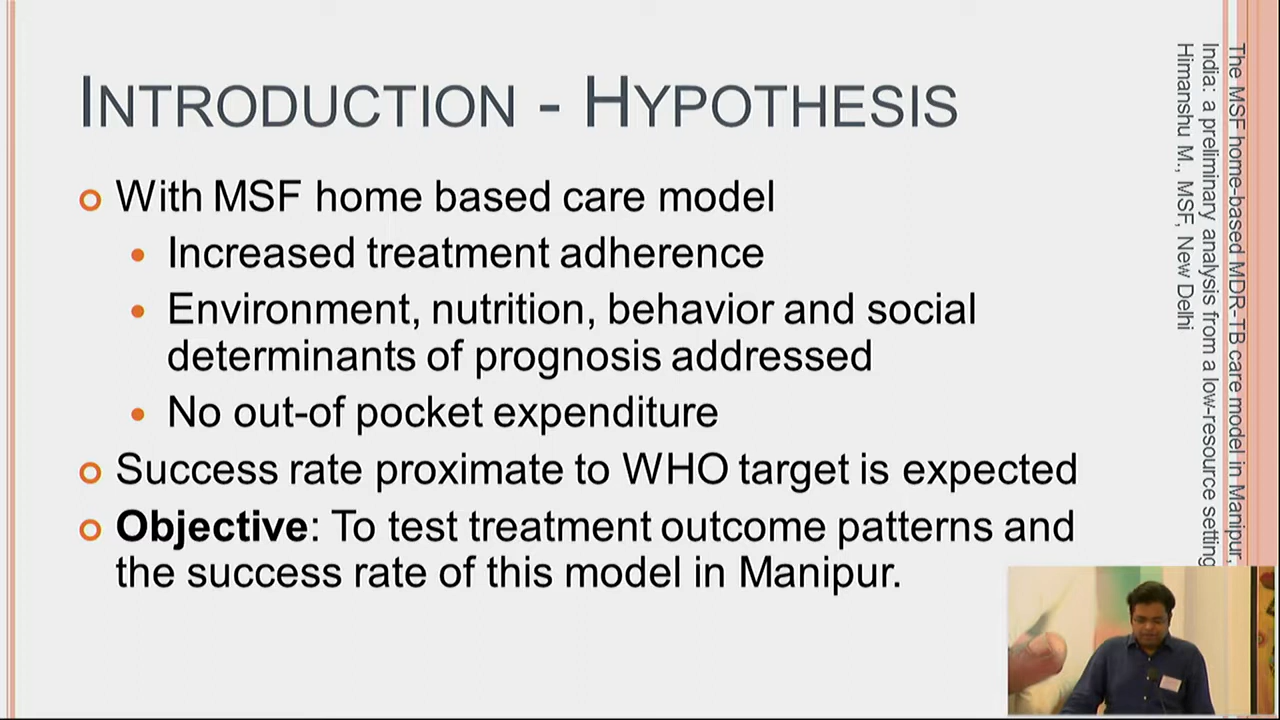 INTRODUCTION - HYPOTHESIS
With MSF home based care model
Increased treatment adherence
Environment, nutrition, behavior and social
determinants of prognosis addressed
No out-of pocket expenditure
Success rate proximate to WHO target is expected
Objective: To test treatment outcome patterns and
the success rate of this model in Manipur.
The MSF home-based MDR-TB care model in Manipur,
India: a preliminary analysis from a low-resource setting
Himanshu M., MSF, New Delhi